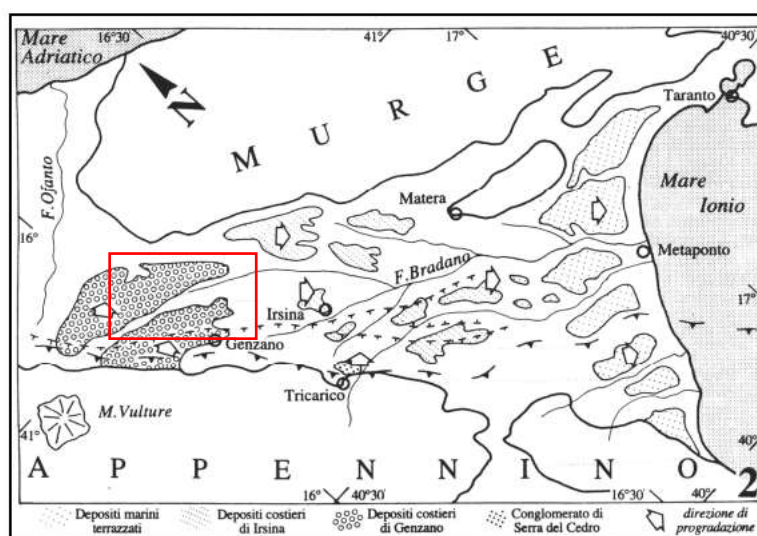 Mare
Adriatico
16°30'
41°
17°
40°30'
N
MURGE
Taranto
F.Ofanto
Matera
Mare
Ionio
16°
F.Bradano
Metaponto
17°
Irsina
Genzano
Tricarico
M.Vulture
41°
40°
APPENNINO
16°
40°30'
16°30'
40°
2
Depositi marini
terrazzati
Depositi costieri
di Irsina
Depositi costieri
di Genzano
Conglomerato di
Serra del Cedro
direzione di
progradazione